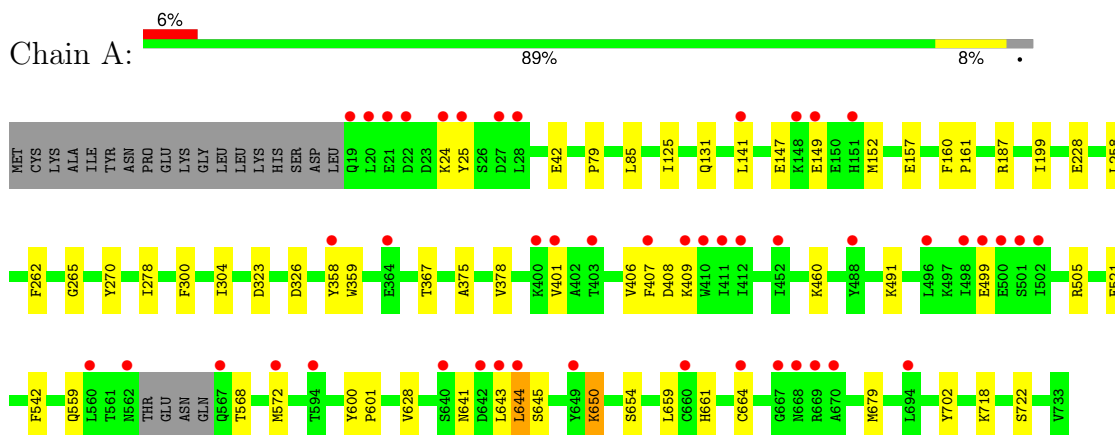 6%
Chain A:
89% 8% •
MET CYS LYS ALA ILE TYR ASN PRO GLU LYS GLY LEU LEU LYS HIS SER ASP LEU Q19 L20 E21 D22 D23 K24 Y25 S26 D27 L28 E42 P79 L85 I125 Q131 L141 E147 K148 E149 E150 H151 M152 E157 F160 P161 R187 I199 E228 L258
F262 G265 Y270 I278 F300 I304 D323 D326 Y358 W359 E364 T367 A375 V378 K400 V401 A402 T403 V406 F407 D408 K409 W410 I411 I412 I452 K460 Y488 K491 L496 K497 I498 E499 E500 S501 I502 R505 E521
F542 Q559 L560 T561 N562 THR GLU ASN GLN Q567 T568 M572 T594 Y600 P601 V628 S640 N641 D642 L643 L644 S645 Y649 K650 S654 L659 C660 H661 C664 G667 N668 R669 A670 M679 L694 Y702 K718 S722 V733